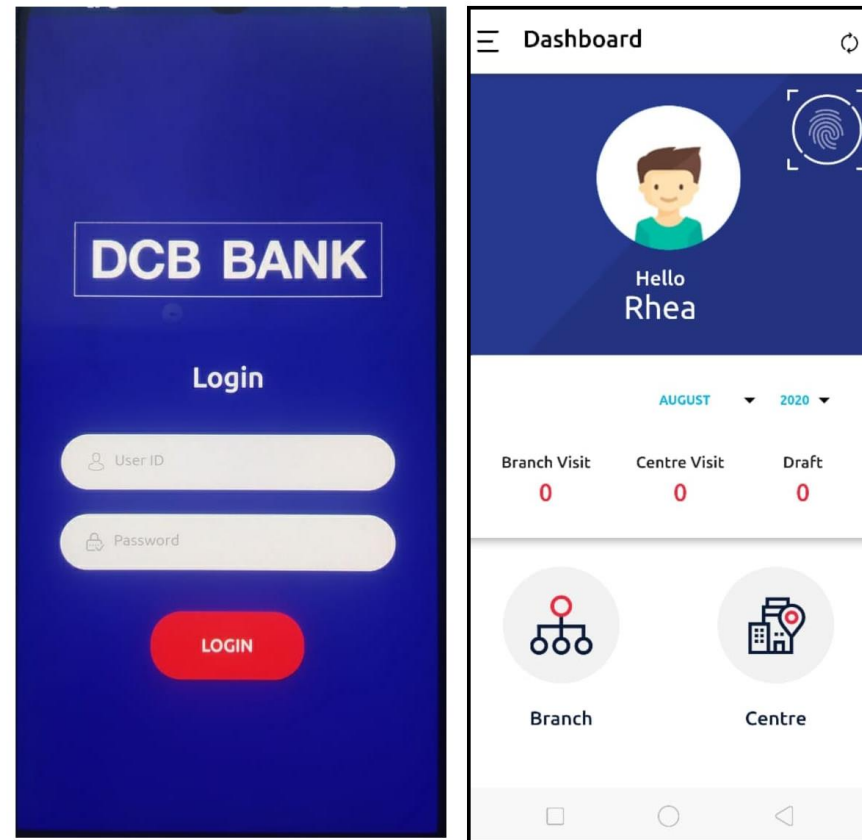 DCB BANK
Login
User ID
Password
LOGIN
Dashboard
Hello
Rhea
AUGUST 2020
Branch Visit Centre Visit Draft
0 0 0
Branch Centre